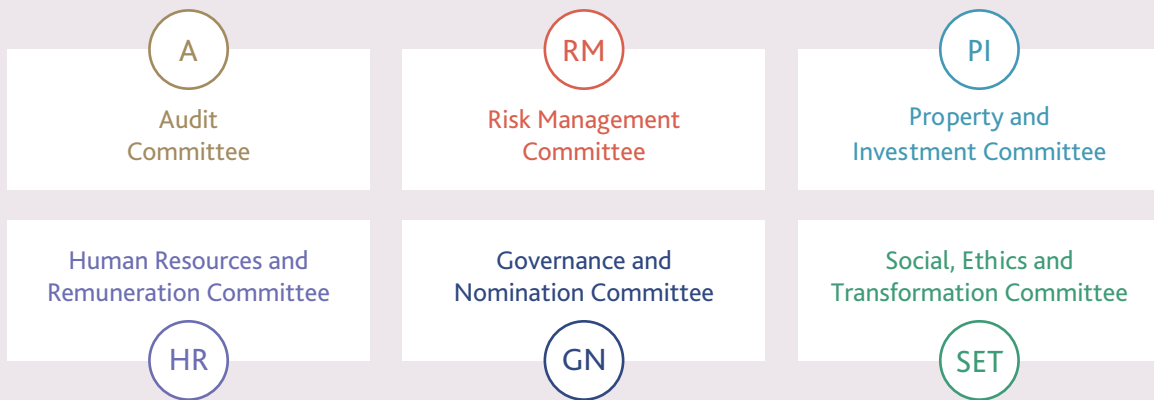 A
Audit
Committee
RM
Risk Management
Committee
PI
Property and
Investment Committee
Human Resources and
Remuneration Committee
HR
Governance and
Nomination Committee
GN
Social, Ethics and
Transformation Committee
SET